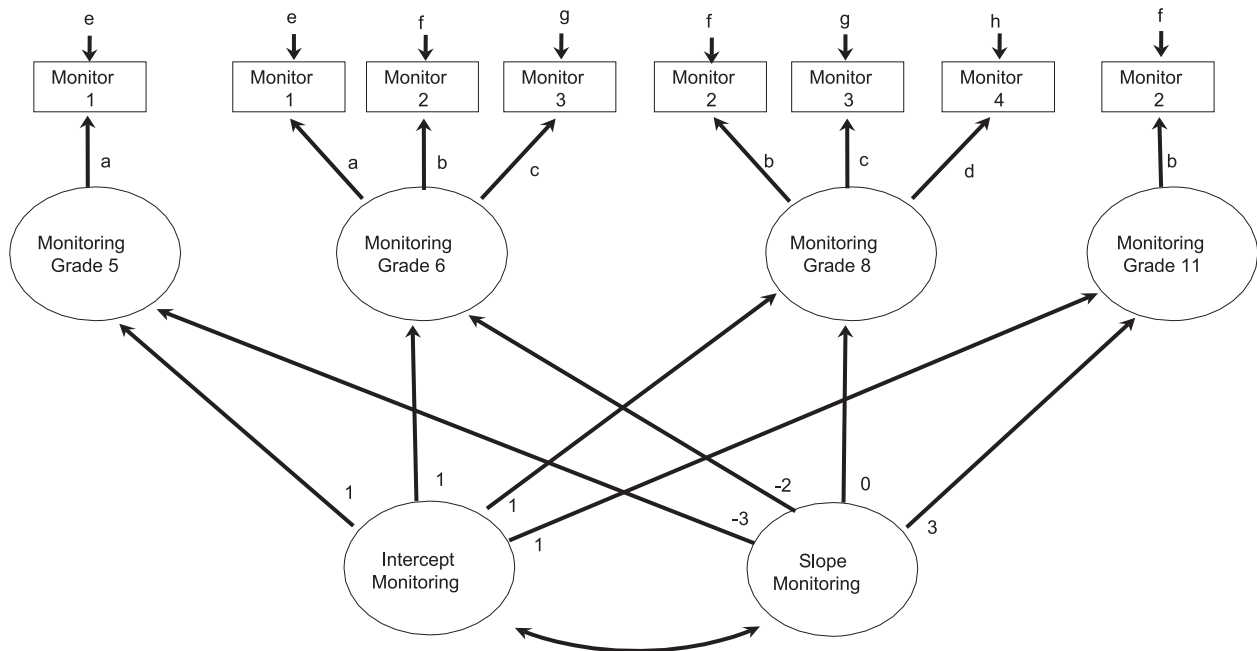 e e f g f g h f
Monitor Monitor Monitor Monitor Monitor Monitor Monitor Monitor
1 1 2 3 2 3 4 2
a a b c b c d b
Monitoring Monitoring Monitoring Monitoring
Grade 5 Grade 6 Grade 8 Grade 11
1 1 1 1 -3 -2 0 3
Intercept Slope
Monitoring Monitoring